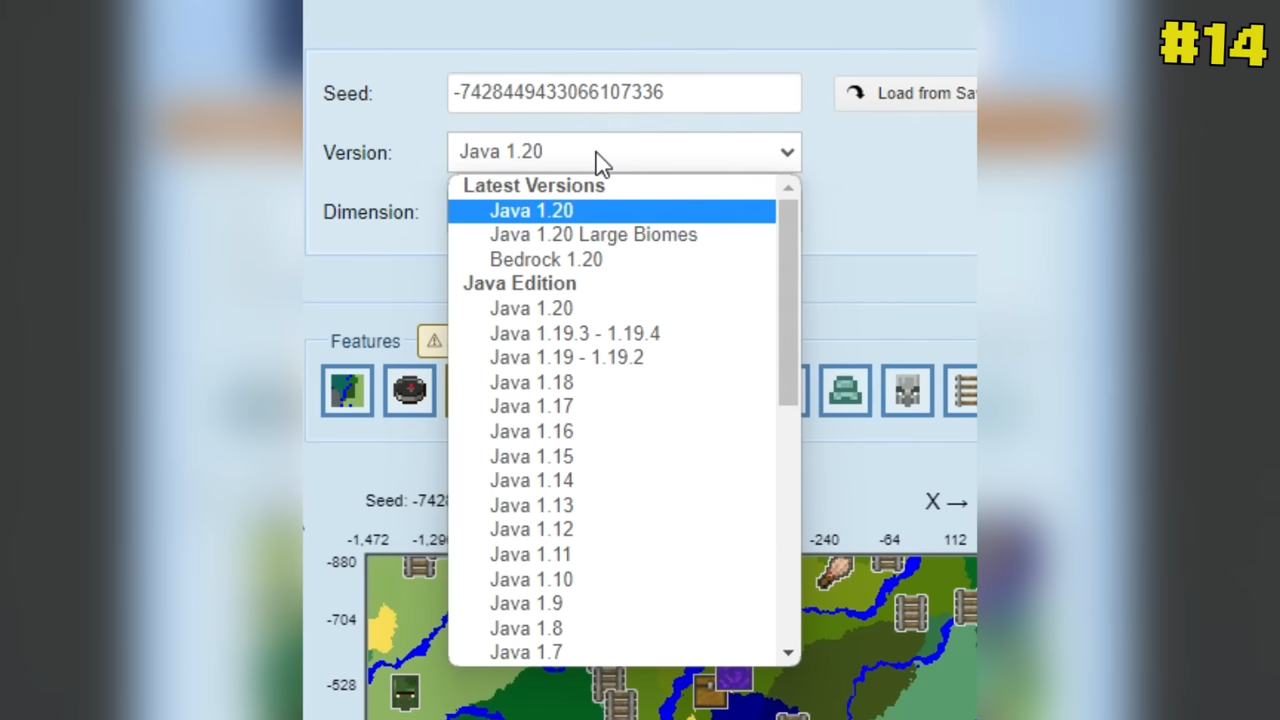 #14
Seed:
-7428449433066107336
Load from Sa
Version:
Java 1.20
Dimension:
Latest Versions
Java 1.20
Java 1.20 Large Biomes
Bedrock 1.20
Java Edition
Java 1.20
Java 1.19.3 - 1.19.4
Java 1.19 - 1.19.2
Java 1.18
Java 1.17
Java 1.16
Java 1.15
Java 1.14
Java 1.13
Java 1.12
Java 1.11
Java 1.10
Java 1.9
Java 1.8
Java 1.7
Features
Seed: -742
X →
-1,472 -1,29 -240 -64 112
-880
-704
-528